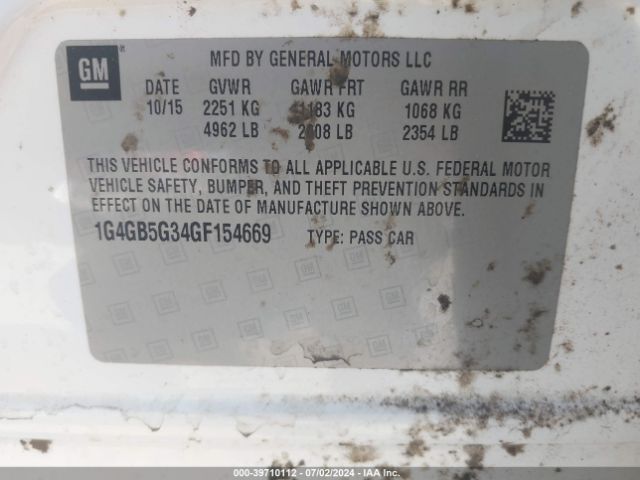 GM
MFD BY GENERAL MOTORS LLC
DATE GVWR GAWR FRT GAWR RR
10/15 2251 KG 1183 KG 1068 KG
4962 LB 2608 LB 2354 LB
THIS VEHICLE CONFORMS TO ALL APPLICABLE U.S. FEDERAL MOTOR
VEHICLE SAFETY, BUMPER, AND THEFT PREVENTION STANDARDS IN
EFFECT ON THE DATE OF MANUFACTURE SHOWN ABOVE.
1G4GB5G34GF154669 TYPE: PASS CAR
000-39710112 - 07/02/2024 - IAA Inc.